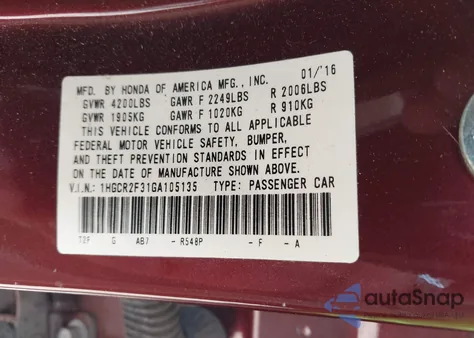 MFD. BY HONDA OF AMERICA MFG., INC. 01/'16
GVWR 4200LBS GAWR F 2249LBS R 2006LBS
GVWR 1905KG GAWR F 1020KG R 910KG
THIS VEHICLE CONFORMS TO ALL APPLICABLE
FEDERAL MOTOR VEHICLE SAFETY, BUMPER,
AND THEFT PREVENTION STANDARDS IN EFFECT
ON THE DATE OF MANUFACTURE SHOWN ABOVE.
V.I.N.: 1HGCR2F31GA105135 TYPE: PASSENGER CAR
T2F G AB7 - R548P - F - A
autoSnap